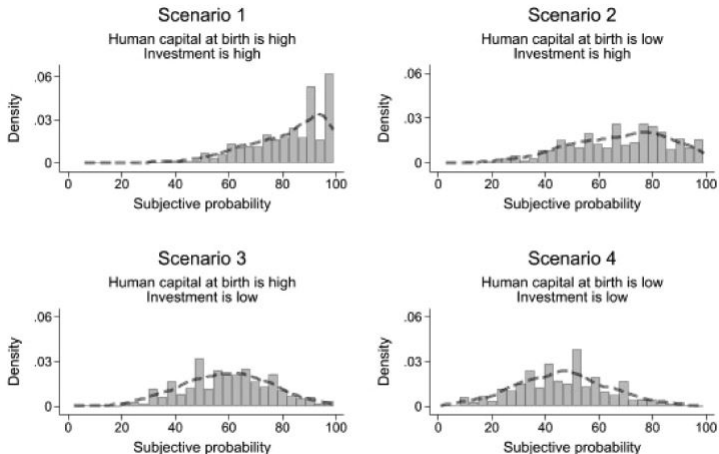 Scenario 1
Human capital at birth is high
Investment is high
.06
.03
0
Density
0 20 40 60 80 100
Subjective probability
Scenario 2
Human capital at birth is low
Investment is high
.06
.03
0
Density
0 20 40 60 80 100
Subjective probability
Scenario 3
Human capital at birth is high
Investment is low
.06
.03
0
Density
0 20 40 60 80 100
Subjective probability
Scenario 4
Human capital at birth is low
Investment is low
.06
.03
0
Density
0 20 40 60 80 100
Subjective probability